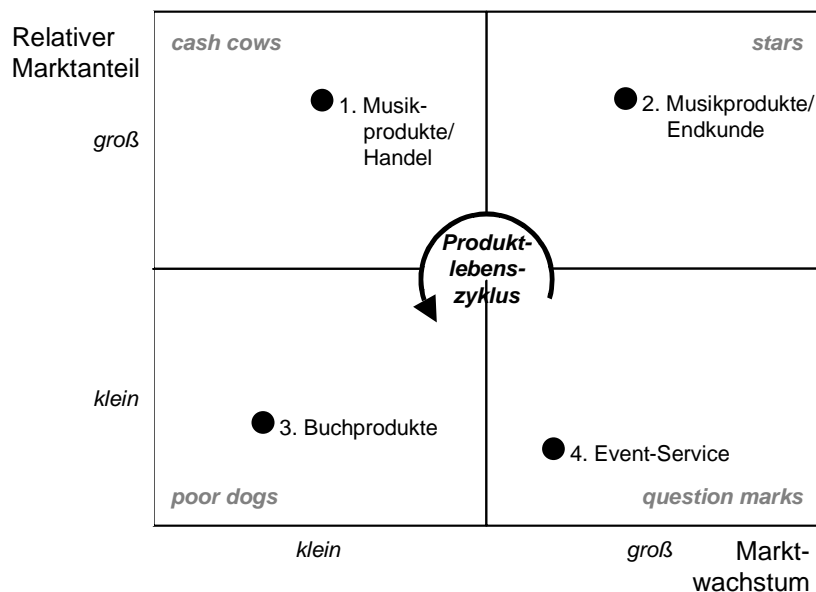 Relativer
Marktanteil
cash cows
stars
1. Musik-
produkte/
Handel
2. Musikprodukte/
Endkunde
groß
Produkt-
lebens-
zyklus
klein
3. Buchprodukte
4. Event-Service
poor dogs
question marks
klein
groß
Markt-
wachstum